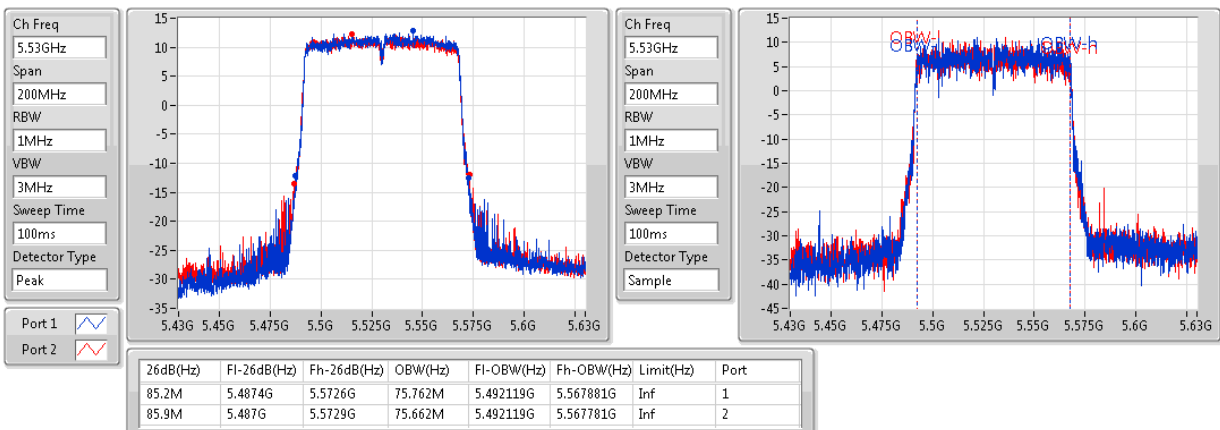 Ch Freq
5.53GHz
Span
200MHz
RBW
1MHz
VBW
3MHz
Sweep Time
100ms
Detector Type
Peak
Port 1
Port 2
15
10
5
0
-5
-10
-15
-20
-25
-30
-35
5.43G 5.45G 5.475G 5.5G 5.525G 5.55G 5.575G 5.6G 5.63G
Ch Freq
5.53GHz
Span
200MHz
RBW
1MHz
VBW
3MHz
Sweep Time
100ms
Detector Type
Sample
15
10
5
0
-5
-10
-15
-20
-25
-30
-35
-40
-45
OBW-l
OBW-l
OBW-h
OBW-h
5.43G 5.45G 5.475G 5.5G 5.525G 5.55G 5.575G 5.6G 5.63G
26dB(Hz) Fl-26dB(Hz) Fh-26dB(Hz) OBW(Hz) Fl-OBW(Hz) Fh-OBW(Hz) Limit(Hz) Port
85.2M 5.4874G 5.5726G 75.762M 5.492119G 5.567881G Inf 1
85.9M 5.487G 5.5729G 75.662M 5.492119G 5.567781G Inf 2